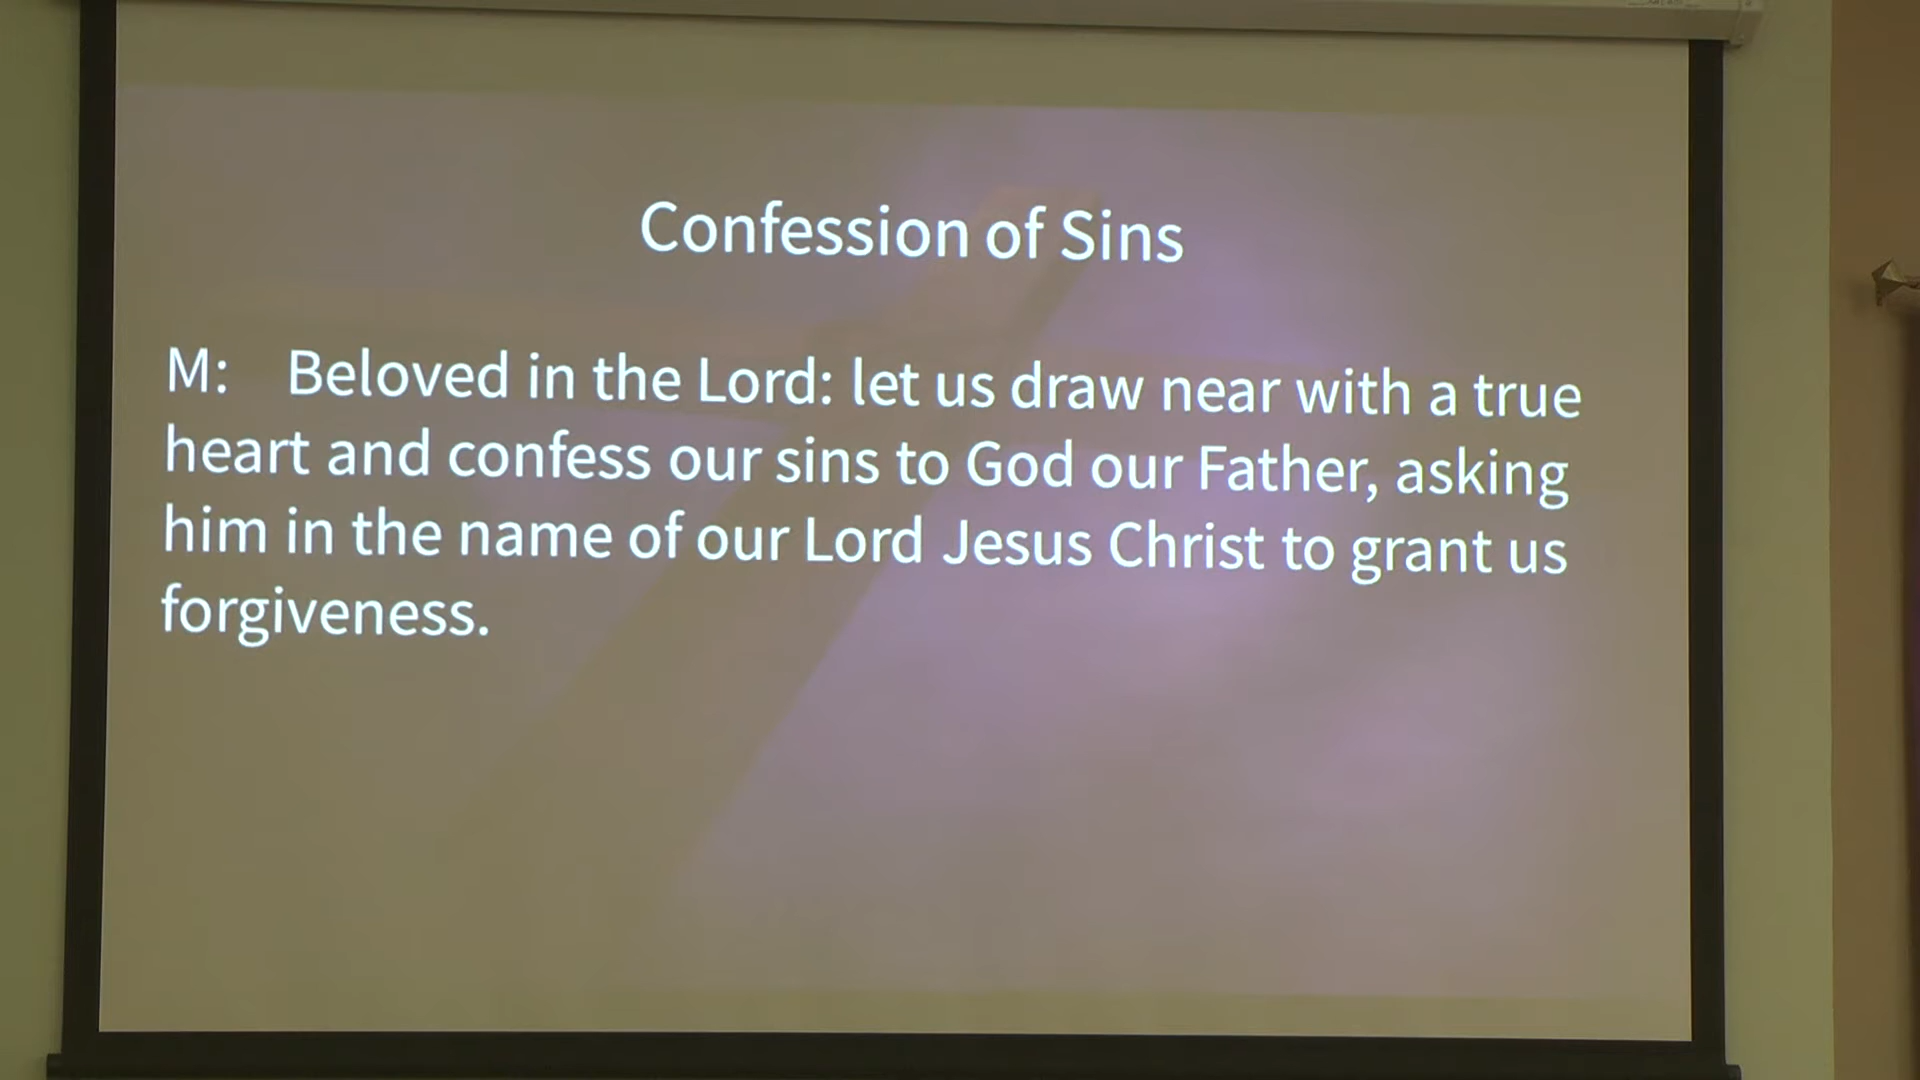 Confession of Sins
M: Beloved in the Lord: let us draw near with a true
heart and confess our sins to God our Father, asking
him in the name of our Lord Jesus Christ to grant us
forgiveness.